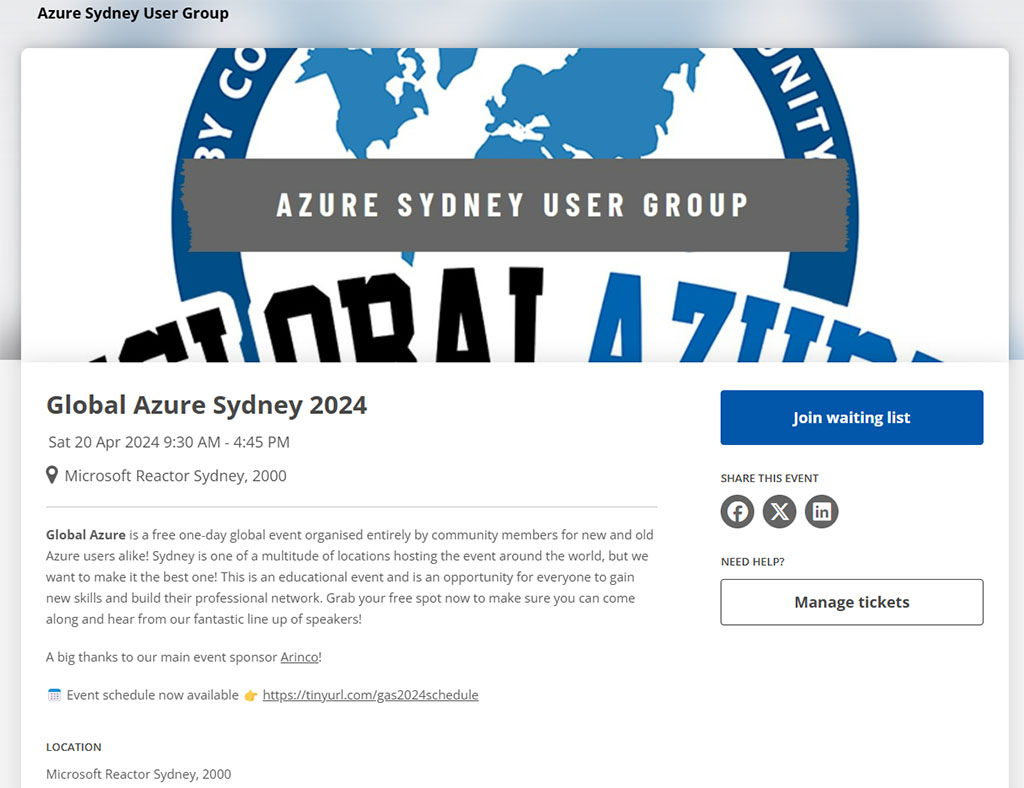 Azure Sydney User Group
BY CO
UNITY
AZURE SYDNEY USER GROUP
GLOBAL AZURE
Global Azure Sydney 2024
Sat 20 Apr 2024 9:30 AM - 4:45 PM
Microsoft Reactor Sydney, 2000
Global Azure is a free one-day global event organised entirely by community members for new and old
Azure users alike! Sydney is one of a multitude of locations hosting the event around the world, but we
want to make it the best one! This is an educational event and is an opportunity for everyone to gain
new skills and build their professional network. Grab your free spot now to make sure you can come
along and hear from our fantastic line up of speakers!
A big thanks to our main event sponsor Arinco!
Event schedule now available 👉 https://tinyurl.com/gas2024schedule
LOCATION
Microsoft Reactor Sydney, 2000
Join waiting list
SHARE THIS EVENT
NEED HELP?
Manage tickets